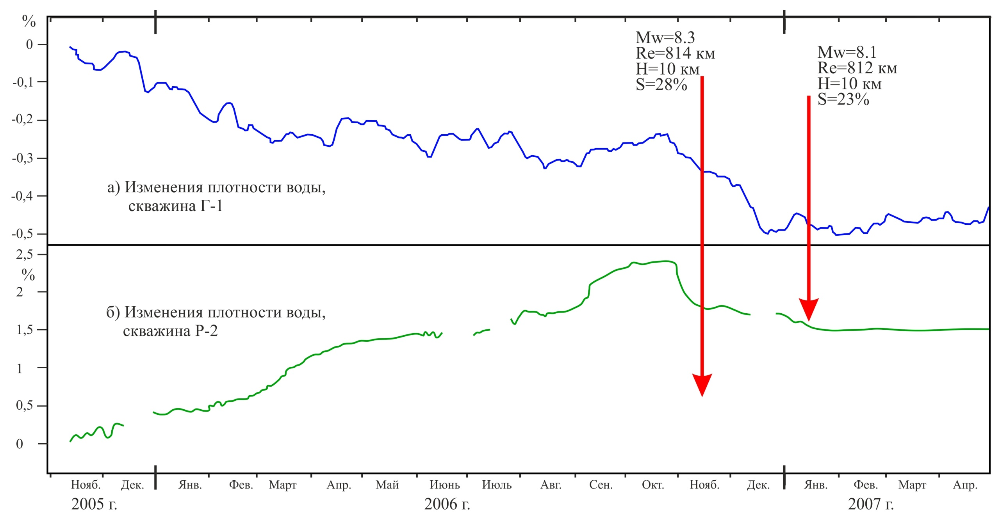 %
0
-0,1
-0,2
-0,3
-0,4
-0,5
Mw=8.3
Re=814 км
H=10 км
S=28%
Mw=8.1
Re=812 км
H=10 км
S=23%
а) Изменения плотности воды,
скважина Г-1
2,5
%
2
1,5
1
0,5
0
б) Изменения плотности воды,
скважина Р-2
Нояб. Дек. Янв. Фев. Март Апр. Май Июнь Июль Авг. Сен. Окт. Нояб. Дек. Янв. Фев. Март Апр.
2005 г. 2006 г. 2007 г.